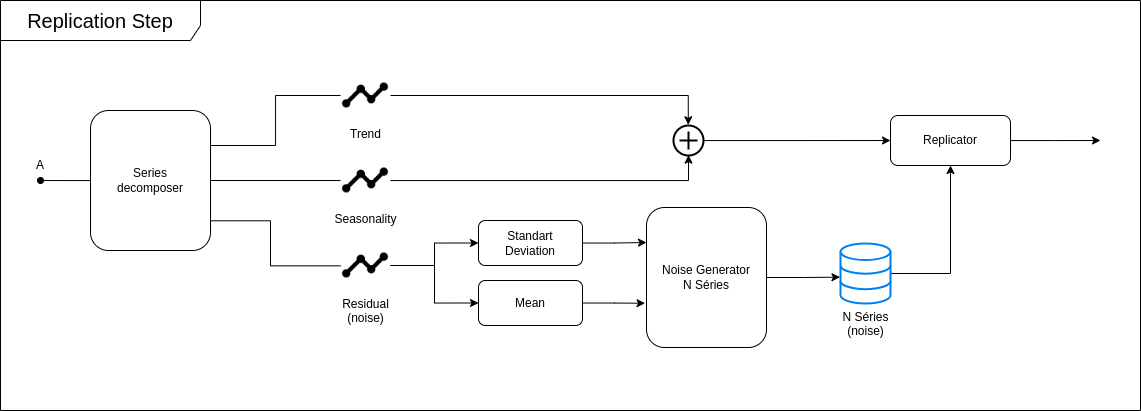 Replication Step
A
Series
decomposer
Trend
Seasonality
Residual
(noise)
Standart
Deviation
Mean
Noise Generator
N Séries
N Séries
(noise)
Replicator